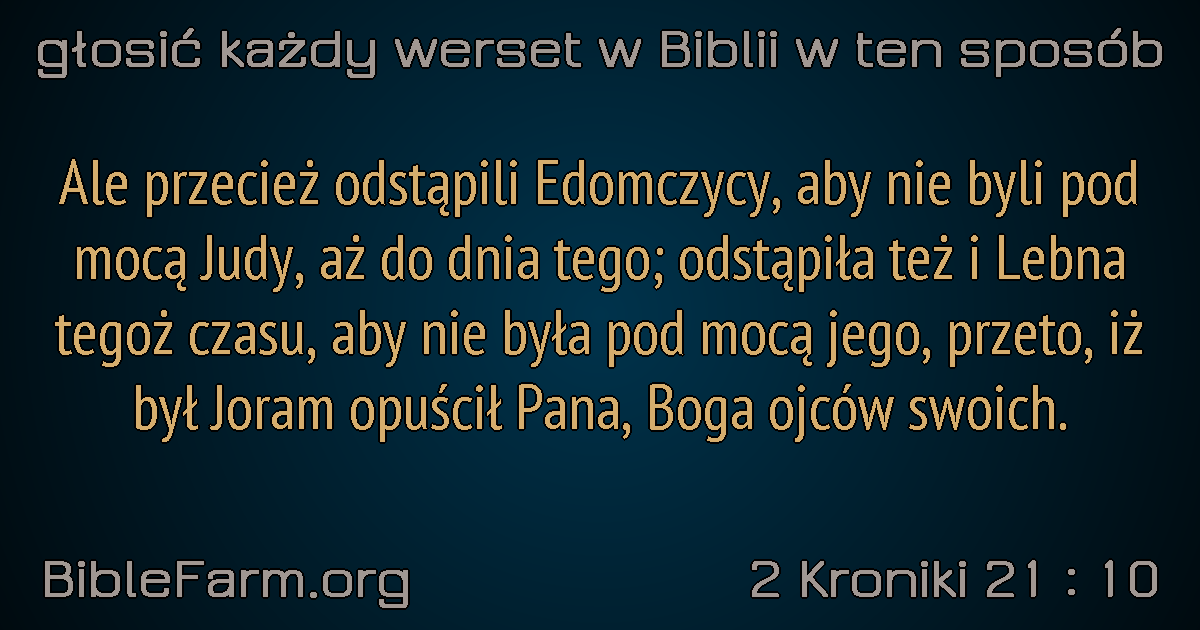 głosić każdy werset w Biblii w ten sposób
Ale przecież odstąpili Edomczycy, aby nie byli pod
mocą Judy, aż do dnia tego; odstąpiła też i Lebna
tegoż czasu, aby nie była pod mocą jego, przeto, iż
był Joram opuścił Pana, Boga ojców swoich.
BibleFarm.org
2 Kroniki 21 : 10